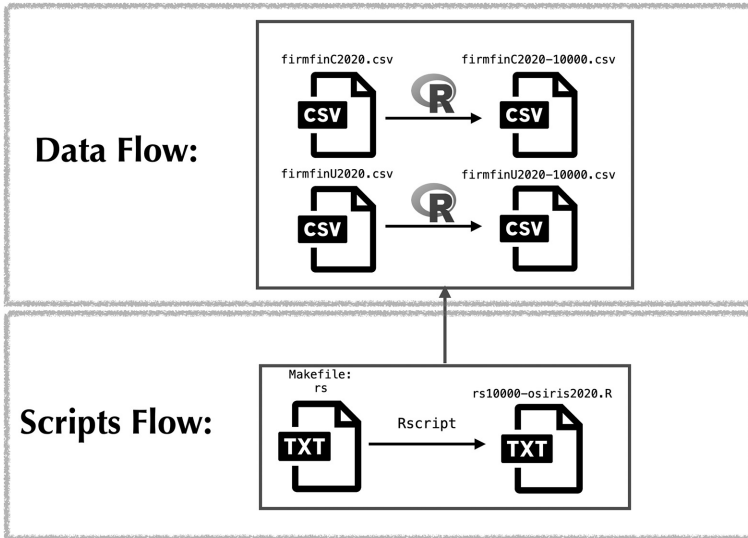 Data Flow:
firmfinC2020.csv
firmfinC2020-10000.csv
CSV
R
CSV
firmfinU2020.csv
firmfinU2020-10000.csv
CSV
R
CSV
Scripts Flow:
Makefile:
rs
rs10000-osiris2020.R
TXT
Rscript
TXT